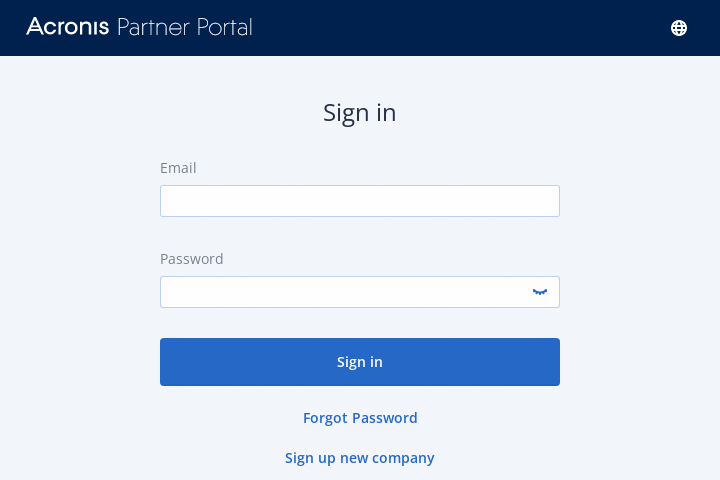 Acronis Partner Portal
Sign in
Email
Password
Sign in
Forgot Password
Sign up new company